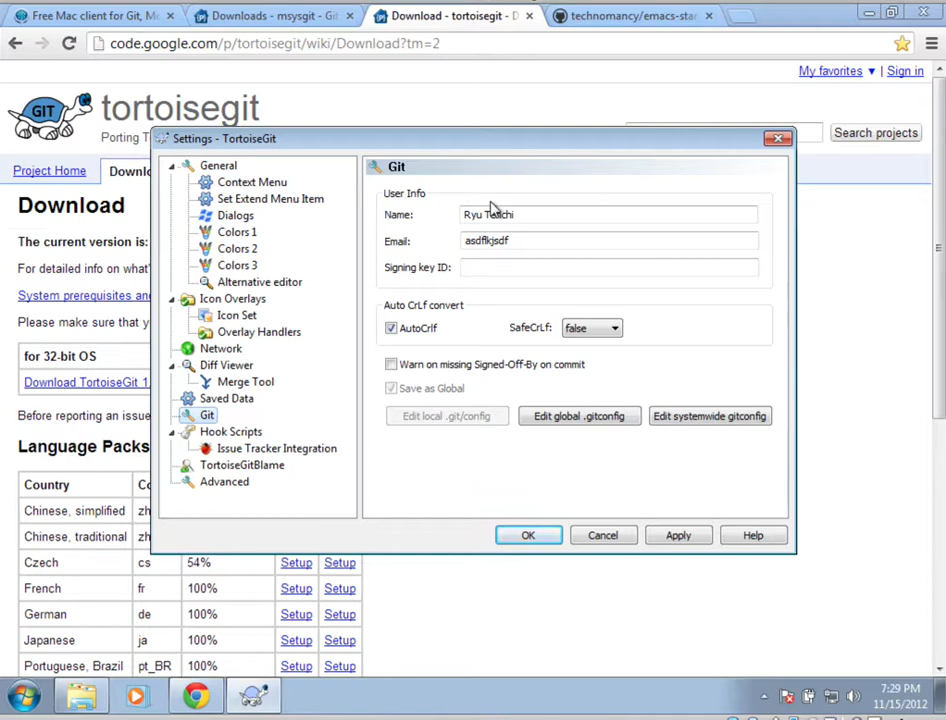 Free Mac client for Git, M
Downloads - msysgit - Git
Download - tortoisegit - D
technomancy/emacs-star
code.google.com/p/tortoisegit/wiki/Download?tm=2
My favorites ▼ | Sign in
GIT
tortoisegit
Porting T
Search projects
Project Home
Downlo
Download
The current version is:
For detailed info on what'
System prerequisites an
Please make sure that y
for 32-bit OS
Download TortoiseGit 1.
Before reporting an issue
Language Packs
Country
Co
Chinese, simplified
zh
Chinese, traditional
zh
Czech
cs
54%
Setup
Setup
French
fr
100%
Setup
Setup
German
de
100%
Setup
Setup
Japanese
ja
100%
Setup
Setup
Portuguese, Brazil
pt_BR
100%
Setup
Setup
Settings - TortoiseGit
General
Context Menu
Set Extend Menu Item
Dialogs
Colors 1
Colors 2
Colors 3
Alternative editor
Icon Overlays
Icon Set
Overlay Handlers
Network
Diff Viewer
Merge Tool
Saved Data
Git
Hook Scripts
Issue Tracker Integration
TortoiseGitBlame
Advanced
Git
User Info
Name:
Ryu
Email:
asdflkjsdf
Signing key ID:
Auto CrLf convert
AutoCrlf
SafeCrLf:
false
Warn on missing Signed-Off-By on commit
Save as Global
Edit local .git/config
Edit global .gitconfig
Edit systemwide gitconfig
OK
Cancel
Apply
Help
7:29 PM
11/15/2012